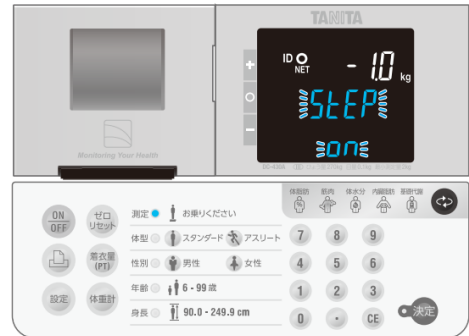 TANITA
ID
NET
- 1.0 kg
StEP
on
Monitoring Your Health
体脂肪 筋肉 体水分 内臓脂肪 基礎代謝
ON
OFF
ゼロ
リセット
着衣量
(PT)
設定
体重計
測定 お乗りください
体型 スタンダード アスリート
性別 男性 女性
年齢 6 - 99 歳
身長 90.0 - 249.9 cm
7 8 9
4 5 6
1 2 3
0 · CE
決定